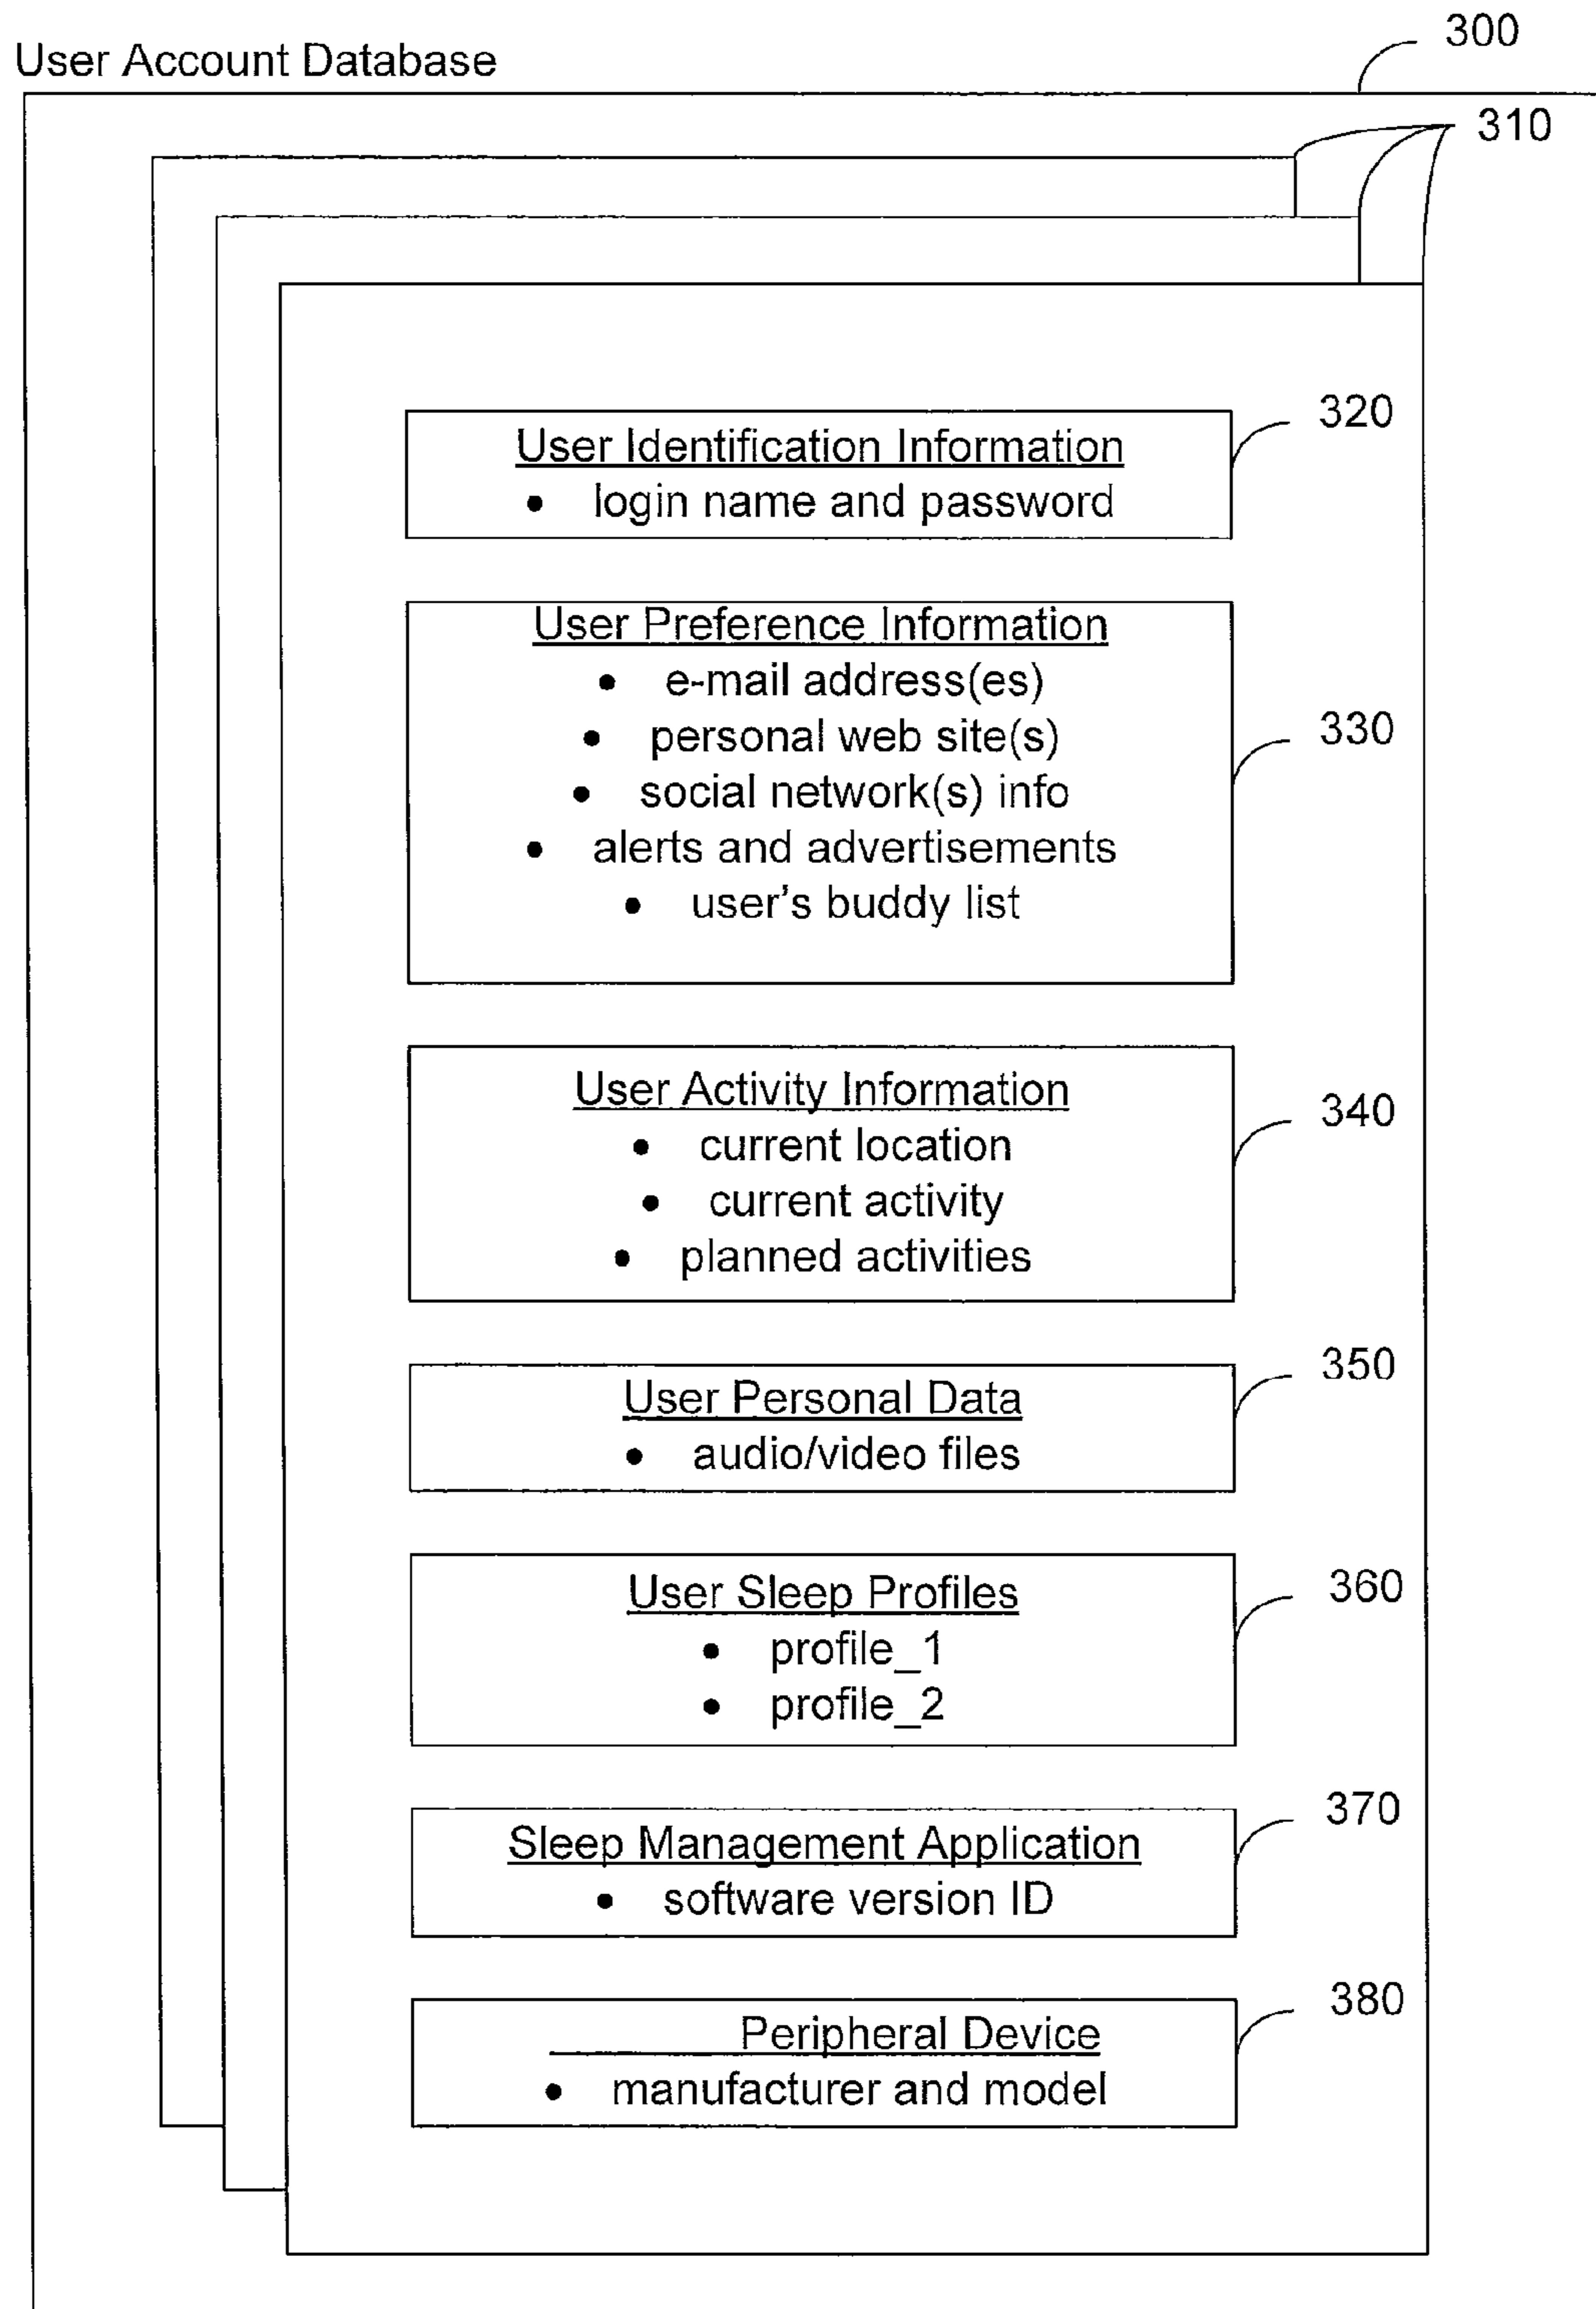 300
User Account Database
310
320
User Identification Information
• login name and password
User Preference Information
• e-mail address(es)
330
• personal web site(s)
• social network(s) info
• alerts and advertisements
• user's buddy list
User Activity Information
340
• current location
• current activity
• planned activities
350
User Personal Data
• audio/video files
360
User Sleep Profiles
• profile_1
• profile_2
370
Sleep Management Application
• software version ID
380
Peripheral Device
• manufacturer and model